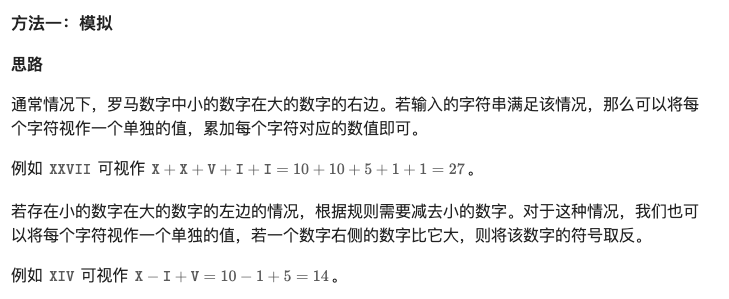 方法一：模拟
思路
通常情况下，罗马数字中小的数字在大的数字的右边。若输入的字符串满足该情况，那么可以将每
个字符视作一个单独的值，累加每个字符对应的数值即可。
例如 XXVII 可视作 X + X + V + I + I = 10 + 10 + 5 + 1 + 1 = 27。
若存在小的数字在大的数字的左边的情况，根据规则需要减去小的数字。对于这种情况，我们也可
以将每个字符视作一个单独的值，若一个数字右侧的数字比它大，则将该数字的符号取反。
例如 XIV 可视作 X − I + V = 10 − 1 + 5 = 14。